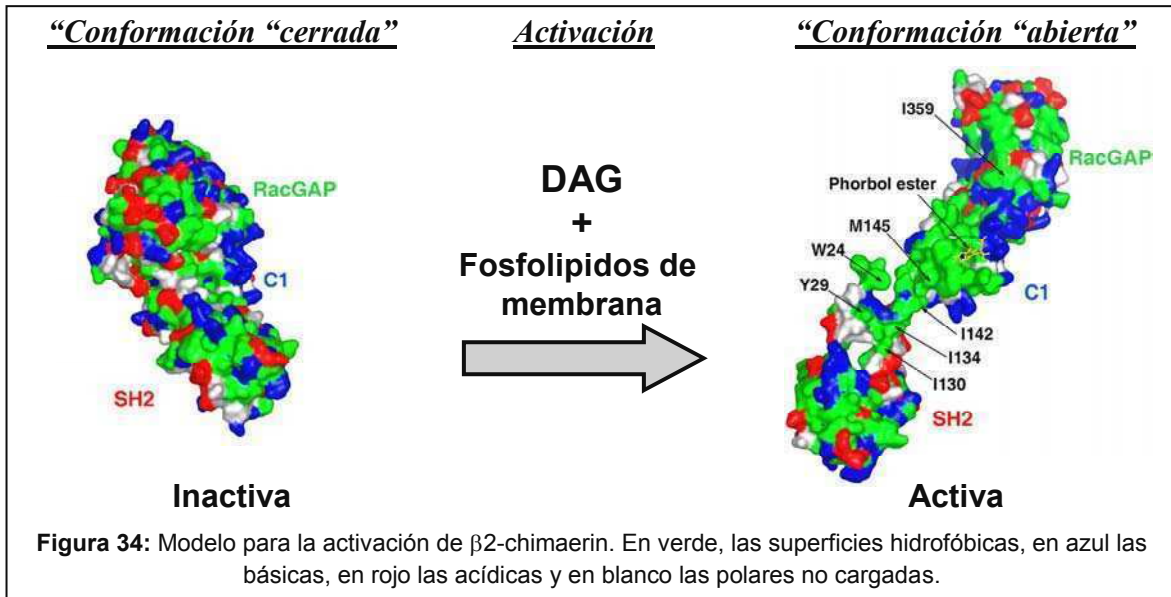 “Conformación “cerrada”
Activación
“Conformación “abierta”
RacGAP
C1
SH2
Inactiva
DAG
+
Fosfolipidos de
membrana
I359
RacGAP
Phorbol ester
M145
W24
Y29
C1
I142
I134
I130
SH2
Activa
Figura 34: Modelo para la activación de β2-chimaerin. En verde, las superficies hidrofóbicas, en azul las
básicas, en rojo las acídicas y en blanco las polares no cargadas.